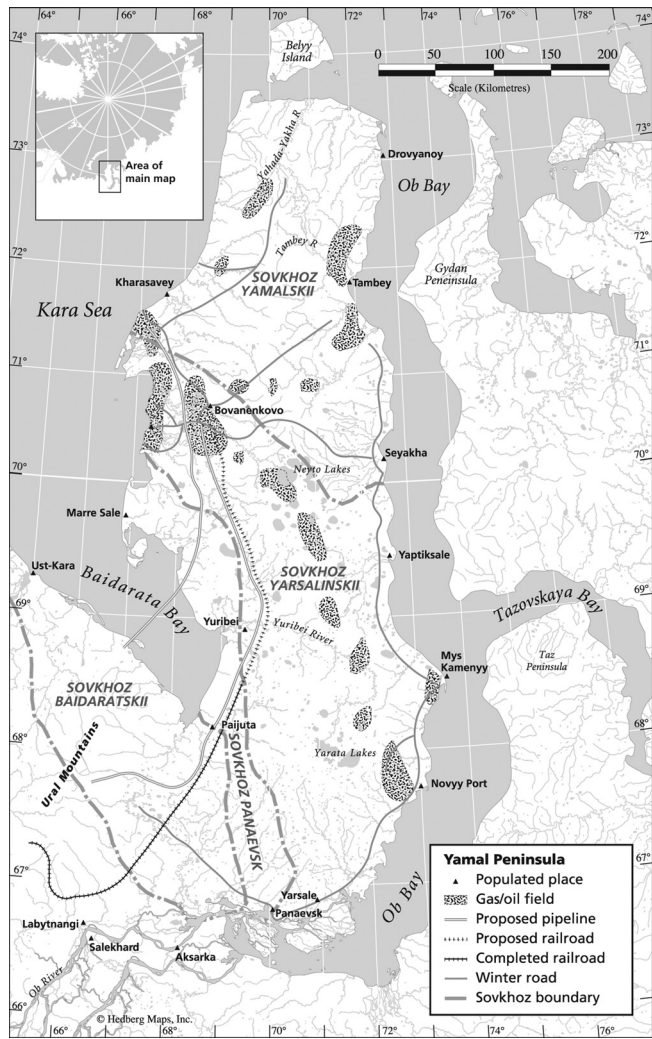 64°
66°
68°
70°
72°
74°
76°
74°
Belyy
Island
0
50
100
150
200
Scale (Kilometres)
74°
Area of
main map
73°
Yahada-Yakha R
Drovyanoy
Ob Bay
73°
72°
Tambey R
Gydan
Peneinsula
Kharasavey
SOVKHOZ
YAMALSKII
Tambey
72°
Kara Sea
71°
71°
Bovanenkovo
Seyakha
70°
Neyto Lakes
70°
Marre Sale
Yaptiksale
Ust-Kara
Baidarata Bay
SOVKHOZ
YARSALINSKII
69°
Tazovskaya Bay
69°
Yuribei
Yuribei River
Mys
Kamenyy
Taz
Peninsula
SOVKHOZ
BAIDARATSKII
Ural Mountains
Paijuta
68°
68°
SOVKHOZ PANAEVSK
Yarata Lakes
Novyy Port
67°
67°
Yarsale
Panaevsk
Ob Bay
Labytnangi
Salekhard
Aksarka
Ob River
66°
66°
Yamal Peninsula
Populated place
Gas/oil field
Proposed pipeline
Proposed railroad
Completed railroad
Winter road
Sovkhoz boundary
© Hedberg Maps, Inc.
66°
68°
70°
72°
74°
76°